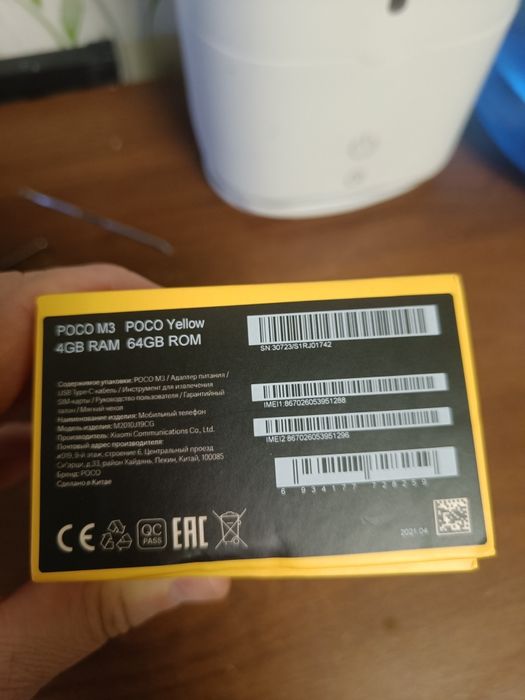 POCO M3 POCO Yellow
4GB RAM 64GB ROM
SN:30723/S1RJ01742
Содержимое упаковки: POCO M3 / Адаптер питания /
USB Type-C кабель / Инструмент для извлечения
SIM-карты / Руководство пользователя / Гарантийный
талон / Мягкий чехол
Наименование изделия: Мобильный телефон
Модель изделия: M2010J19CG
Производитель: Xiaomi Communications Co., Ltd.
Почтовый адрес производителя:
#019, 9-й этаж, строение 6, Центральный проезд
Си'эрци, д.33, район Хайдянь, Пекин, Китай, 100085
Бренд: POCO
Сделано в Китае
IMEI1:867026053951288
IMEI2:867026053951296
6 934177 728259
CE
QC
PASS
EAC
2021.04